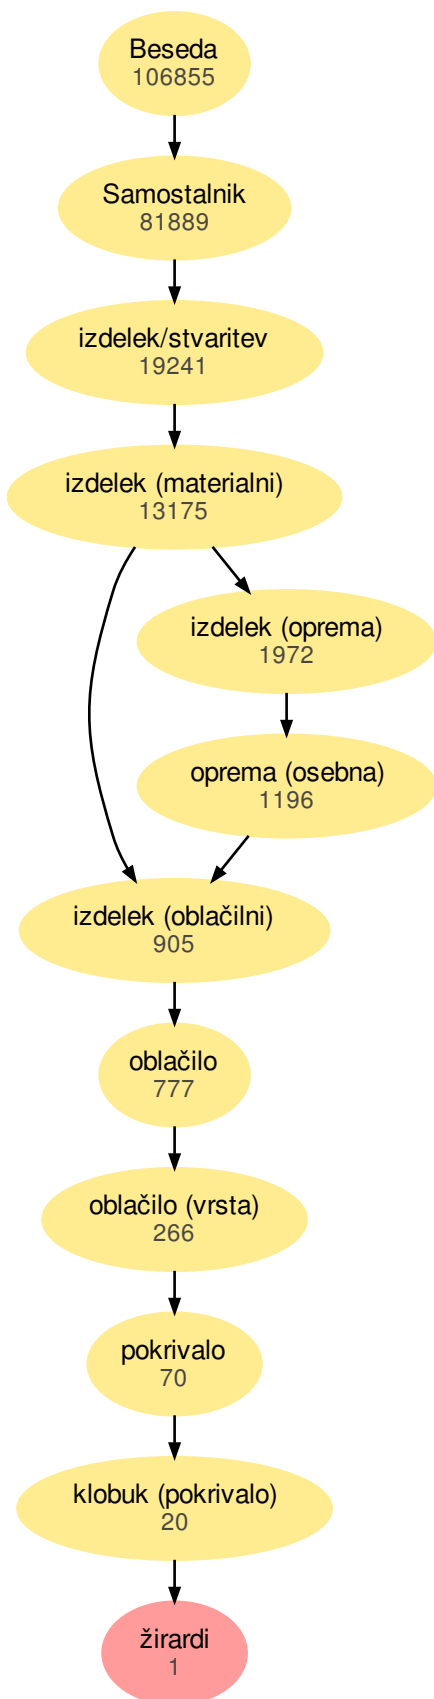 Beseda
106855
Samostalnik
81889
izdelek/stvaritev
19241
izdelek (materialni)
13175
izdelek (oprema)
1972
oprema (osebna)
1196
izdelek (oblačilni)
905
oblačilo
777
oblačilo (vrsta)
266
pokrivalo
70
klobuk (pokrivalo)
20
žirardi
1